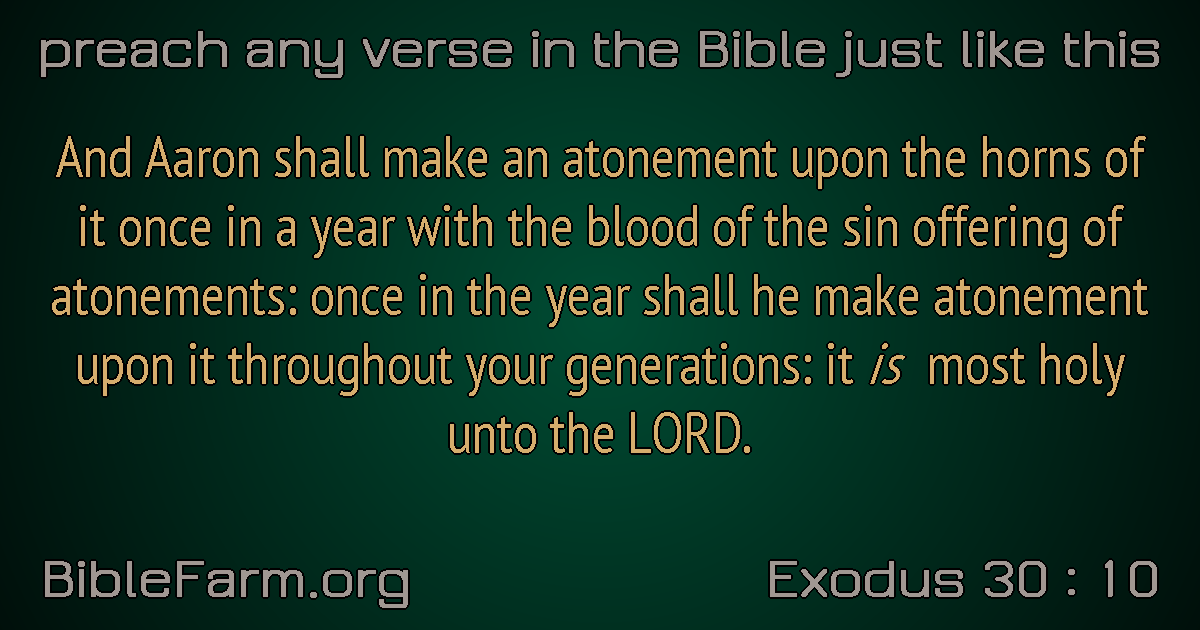 preach any verse in the Bible just like this
And Aaron shall make an atonement upon the horns of
it once in a year with the blood of the sin offering of
atonements: once in the year shall he make atonement
upon it throughout your generations: it is most holy
unto the LORD.
BibleFarm.org
Exodus 30 : 10